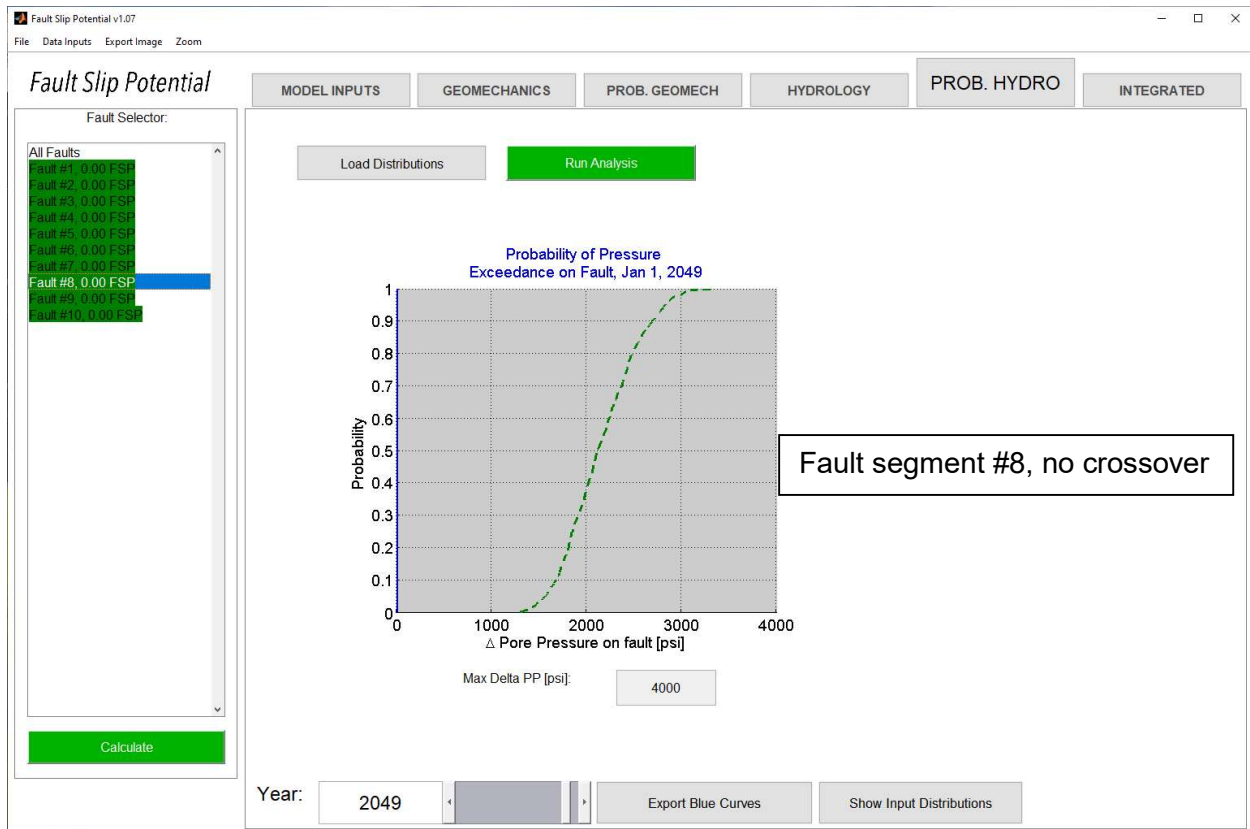 Fault Slip Potential v1.07
File Data Inputs Export Image Zoom
Fault Slip Potential
MODEL INPUTS
GEOMECHANICS
PROB. GEOMECH
HYDROLOGY
PROB. HYDRO
INTEGRATED
Fault Selector:
All Faults
Fault #1, 0.00 FSP
Fault #2, 0.00 FSP
Fault #3, 0.00 FSP
Fault #4, 0.00 FSP
Fault #5, 0.00 FSP
Fault #6, 0.00 FSP
Fault #7, 0.00 FSP
Fault #8, 0.00 FSP
Fault #9, 0.00 FSP
Fault #10, 0.00 FSP
Calculate
Load Distributions
Run Analysis
Probability of Pressure
Exceedance on Fault, Jan 1, 2049
1
0.9
0.8
0.7
0.6
0.5
0.4
0.3
0.2
0.1
0
Probability
0 1000 2000 3000 4000
Δ Pore Pressure on fault [psi]
Fault segment #8, no crossover
Max Delta PP [psi]:
4000
Year:
2049
Export Blue Curves
Show Input Distributions